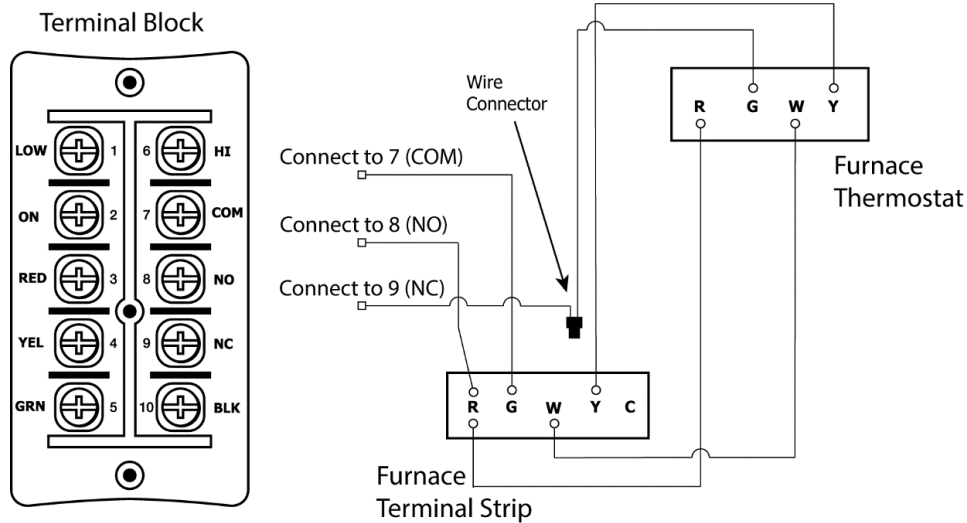 Terminal Block
LOW 1 6 HI
ON 2 7 COM
RED 3 8 NO
YEL 4 9 NC
GRN 5 10 BLK
Wire
Connector
Connect to 7 (COM)
Connect to 8 (NO)
Connect to 9 (NC)
R G W Y
Furnace
Thermostat
R G W Y C
Furnace
Terminal Strip